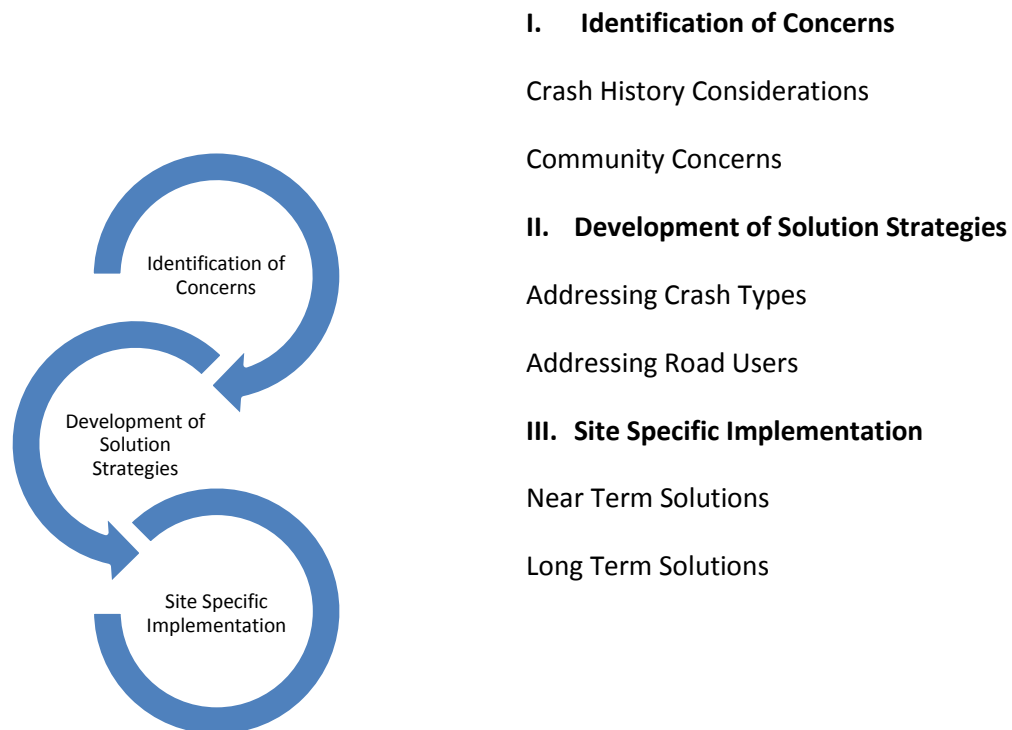 Identification of
Concerns
Development of
Solution
Strategies
Site Specific
Implementation
I. Identification of Concerns
Crash History Considerations
Community Concerns
II. Development of Solution Strategies
Addressing Crash Types
Addressing Road Users
III. Site Specific Implementation
Near Term Solutions
Long Term Solutions